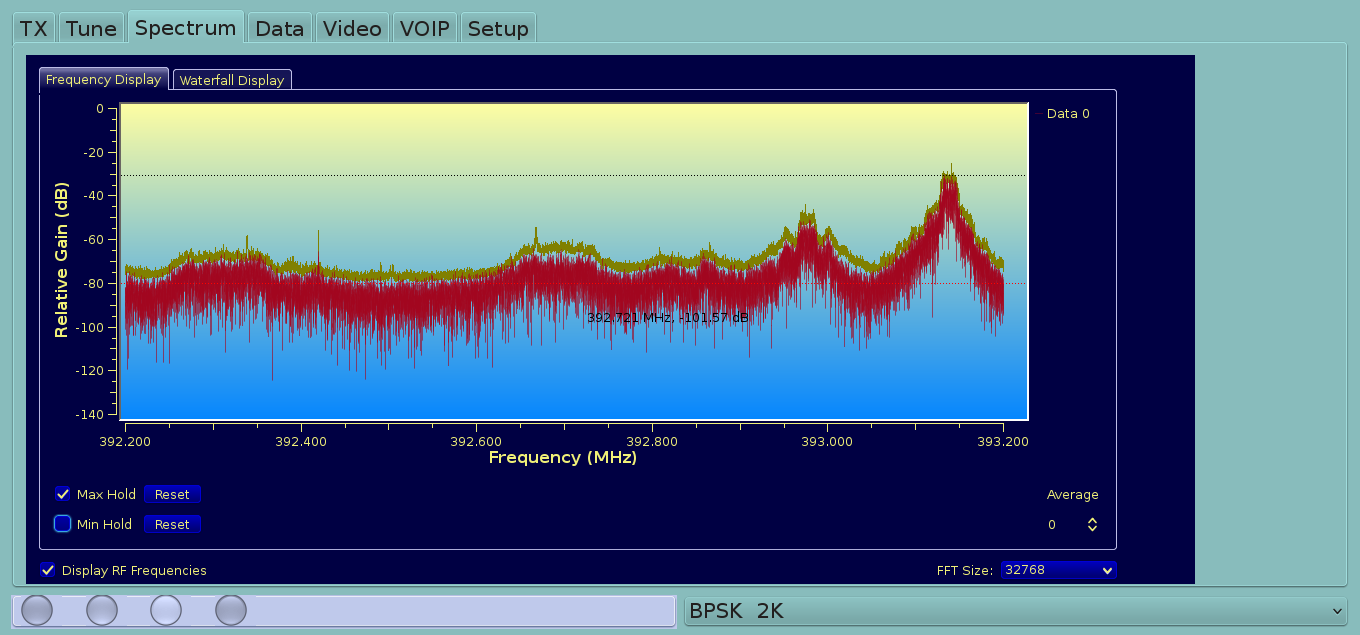 TX Tune Spectrum Data Video VOIP Setup
Frequency Display Waterfall Display
Data 0
Relative Gain (dB)
0
-20
-40
-60
-80
-100
-120
-140
392.721 MHz, -101.57 dB
392.200 392.400 392.600 392.800 393.000 393.200
Frequency (MHz)
Max Hold Reset Average
Min Hold Reset 0
Display RF Frequencies FFT Size: 32768
BPSK 2K